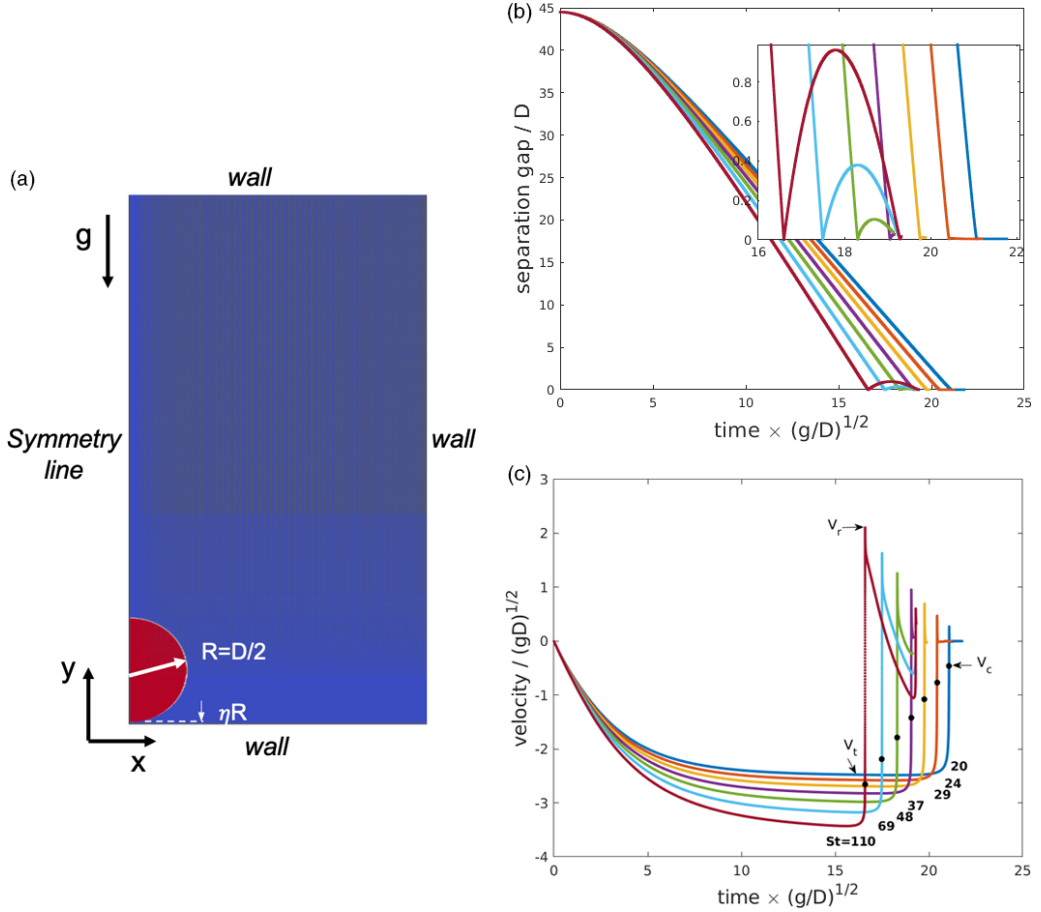 (a)
wall
g
Symmetry
line
wall
R=D/2
y
ηR
x
wall
(b)
45
40
35
30
25
20
15
10
5
0
separation gap / D
0 5 10 15 20 25
time × (g/D)^{1/2}
0.8
0.6
0.4
0.2
0
16 18 20 22
(c)
3
2
1
0
-1
-2
-3
-4
velocity / (gD)^{1/2}
V_r
V_c
V_t
20
24
29
37
48
69
St=110
0 5 10 15 20 25
time × (g/D)^{1/2}